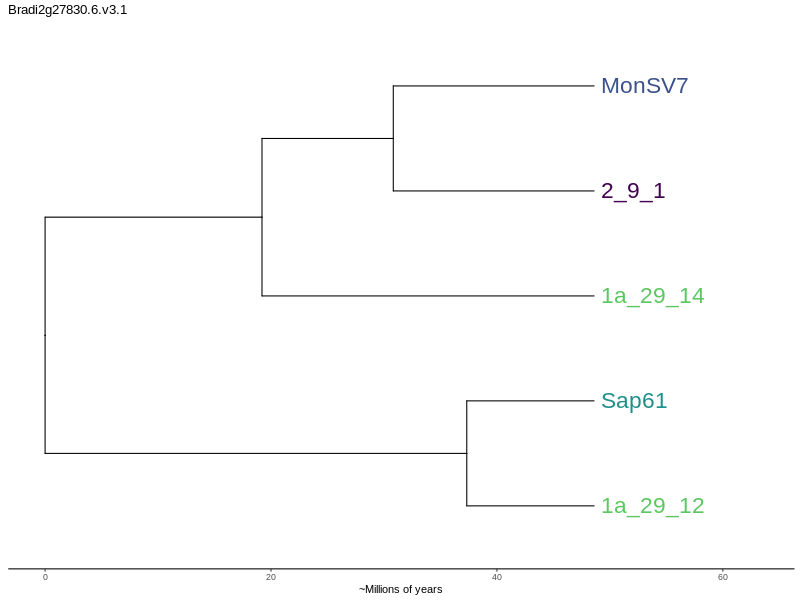 Bradi2g27830.6.v3.1
MonSV7
2_9_1
1a_29_14
Sap61
1a_29_12
0 20 40 60
~Millions of years